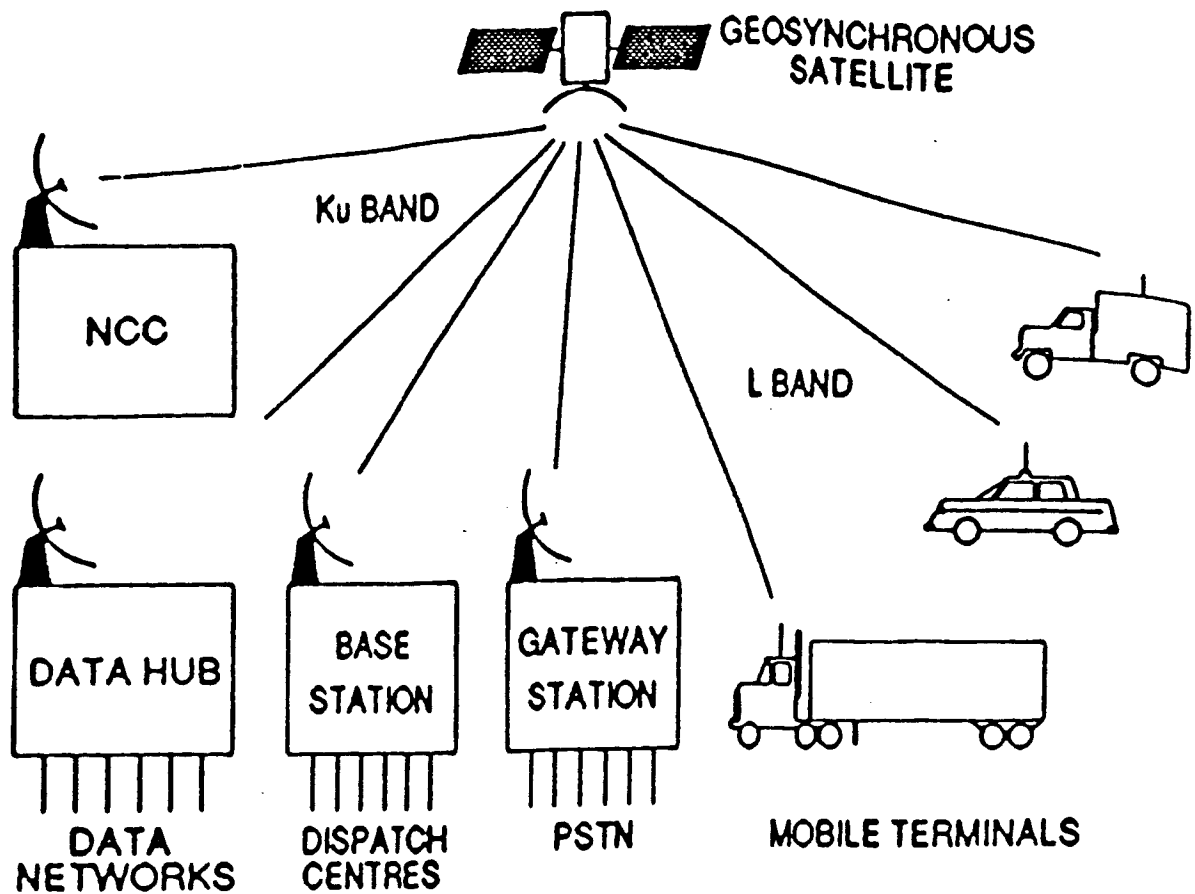 GEOSYNCHRONOUS
SATELLITE
Ku BAND
NCC
L BAND
DATA HUB
BASE
STATION
GATEWAY
STATION
DATA
NETWORKS
DISPATCH
CENTRES
PSTN
MOBILE TERMINALS